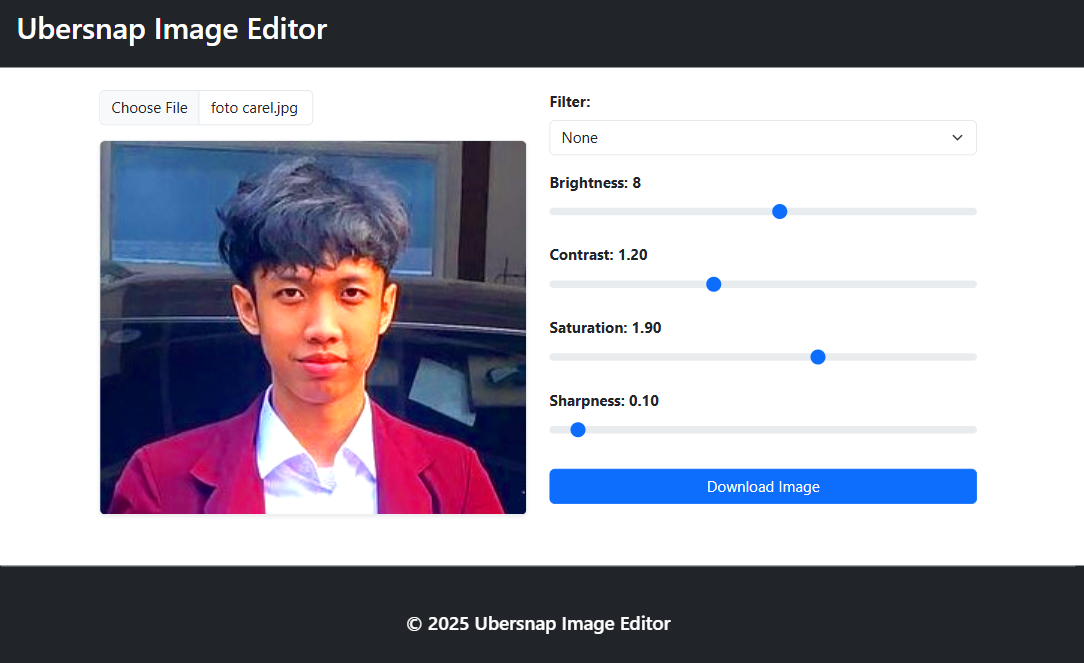 Ubersnap Image Editor
Choose File foto carel.jpg
Filter:
None
Brightness: 8
Contrast: 1.20
Saturation: 1.90
Sharpness: 0.10
Download Image
© 2025 Ubersnap Image Editor